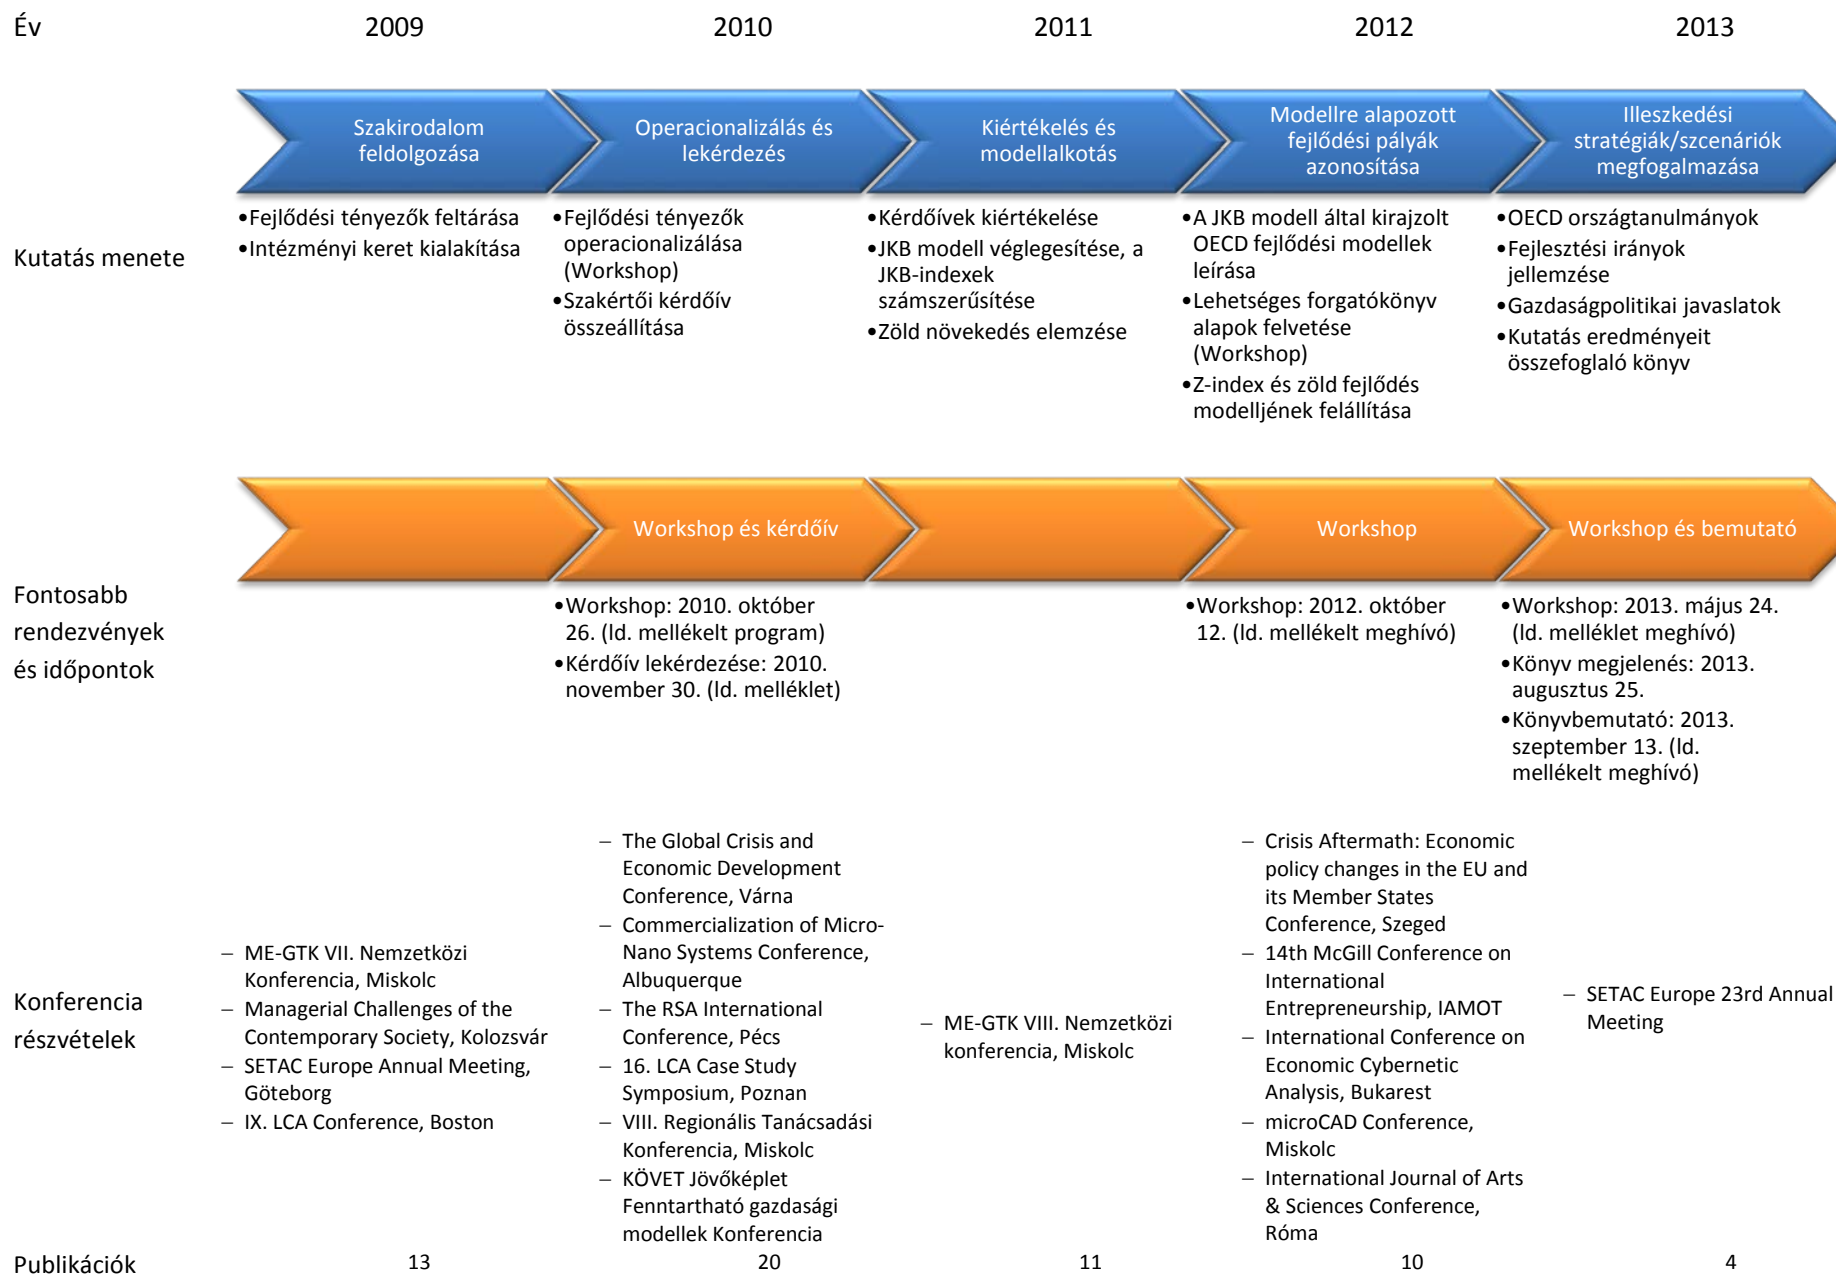 Év
2009
2010
2011
2012
2013
Kutatás menete
Szakirodalom
feldolgozása
•Fejlődési tényezők feltárása
•Intézményi keret kialakítása
Operacionalizálás és
lekérdezés
•Fejlődési tényezők
operacionalizálása
(Workshop)
•Szakértői kérdőív
összeállítása
Kiértékelés és
modellalkotás
•Kérdőívek kiértékelése
•JKB modell véglegesítése, a
JKB-indexek
számszerűsítése
•Zöld növekedés elemzése
Modellre alapozott
fejlődési pályák
azonosítása
•A JKB modell által kirajzolt
OECD fejlődési modellek
leírása
•Lehetséges forgatókönyv
alapok felvetése
(Workshop)
•Z-index és zöld fejlődés
modelljének felállítása
Illeszkedési
stratégiák/szcenáriók
megfogalmazása
•OECD országtanulmányok
•Fejlesztési irányok
jellemzése
•Gazdaságpolitikai javaslatok
•Kutatás eredményeit
összefoglaló könyv
Fontosabb
rendezvények
és időpontok
Workshop és kérdőív
•Workshop: 2010. október
26. (ld. mellékelt program)
•Kérdőív lekérdezése: 2010.
november 30. (ld. melléklet)
Workshop
•Workshop: 2012. október
12. (ld. mellékelt meghívó)
Workshop és bemutató
•Workshop: 2013. május 24.
(ld. melléklet meghívó)
•Könyv megjelenés: 2013.
augusztus 25.
•Könyvbemutató: 2013.
szeptember 13. (ld.
mellékelt meghívó)
Konferencia
részvételek
– ME-GTK VII. Nemzetközi
Konferencia, Miskolc
– Managerial Challenges of the
Contemporary Society, Kolozsvár
– SETAC Europe Annual Meeting,
Göteborg
– IX. LCA Conference, Boston
– The Global Crisis and
Economic Development
Conference, Várna
– Commercialization of Micro-
Nano Systems Conference,
Albuquerque
– The RSA International
Conference, Pécs
– 16. LCA Case Study
Symposium, Poznan
– VIII. Regionális Tanácsadási
Konferencia, Miskolc
– KÖVET Jövőképlet
Fenntartható gazdasági
modellek Konferencia
– ME-GTK VIII. Nemzetközi
konferencia, Miskolc
– Crisis Aftermath: Economic
policy changes in the EU and
its Member States
Conference, Szeged
– 14th McGill Conference on
International
Entrepreneurship, IAMOT
– International Conference on
Economic Cybernetic
Analysis, Bukarest
– microCAD Conference,
Miskolc
– International Journal of Arts
& Sciences Conference,
Róma
– SETAC Europe 23rd Annual
Meeting
Publikációk
13
20
11
10
4